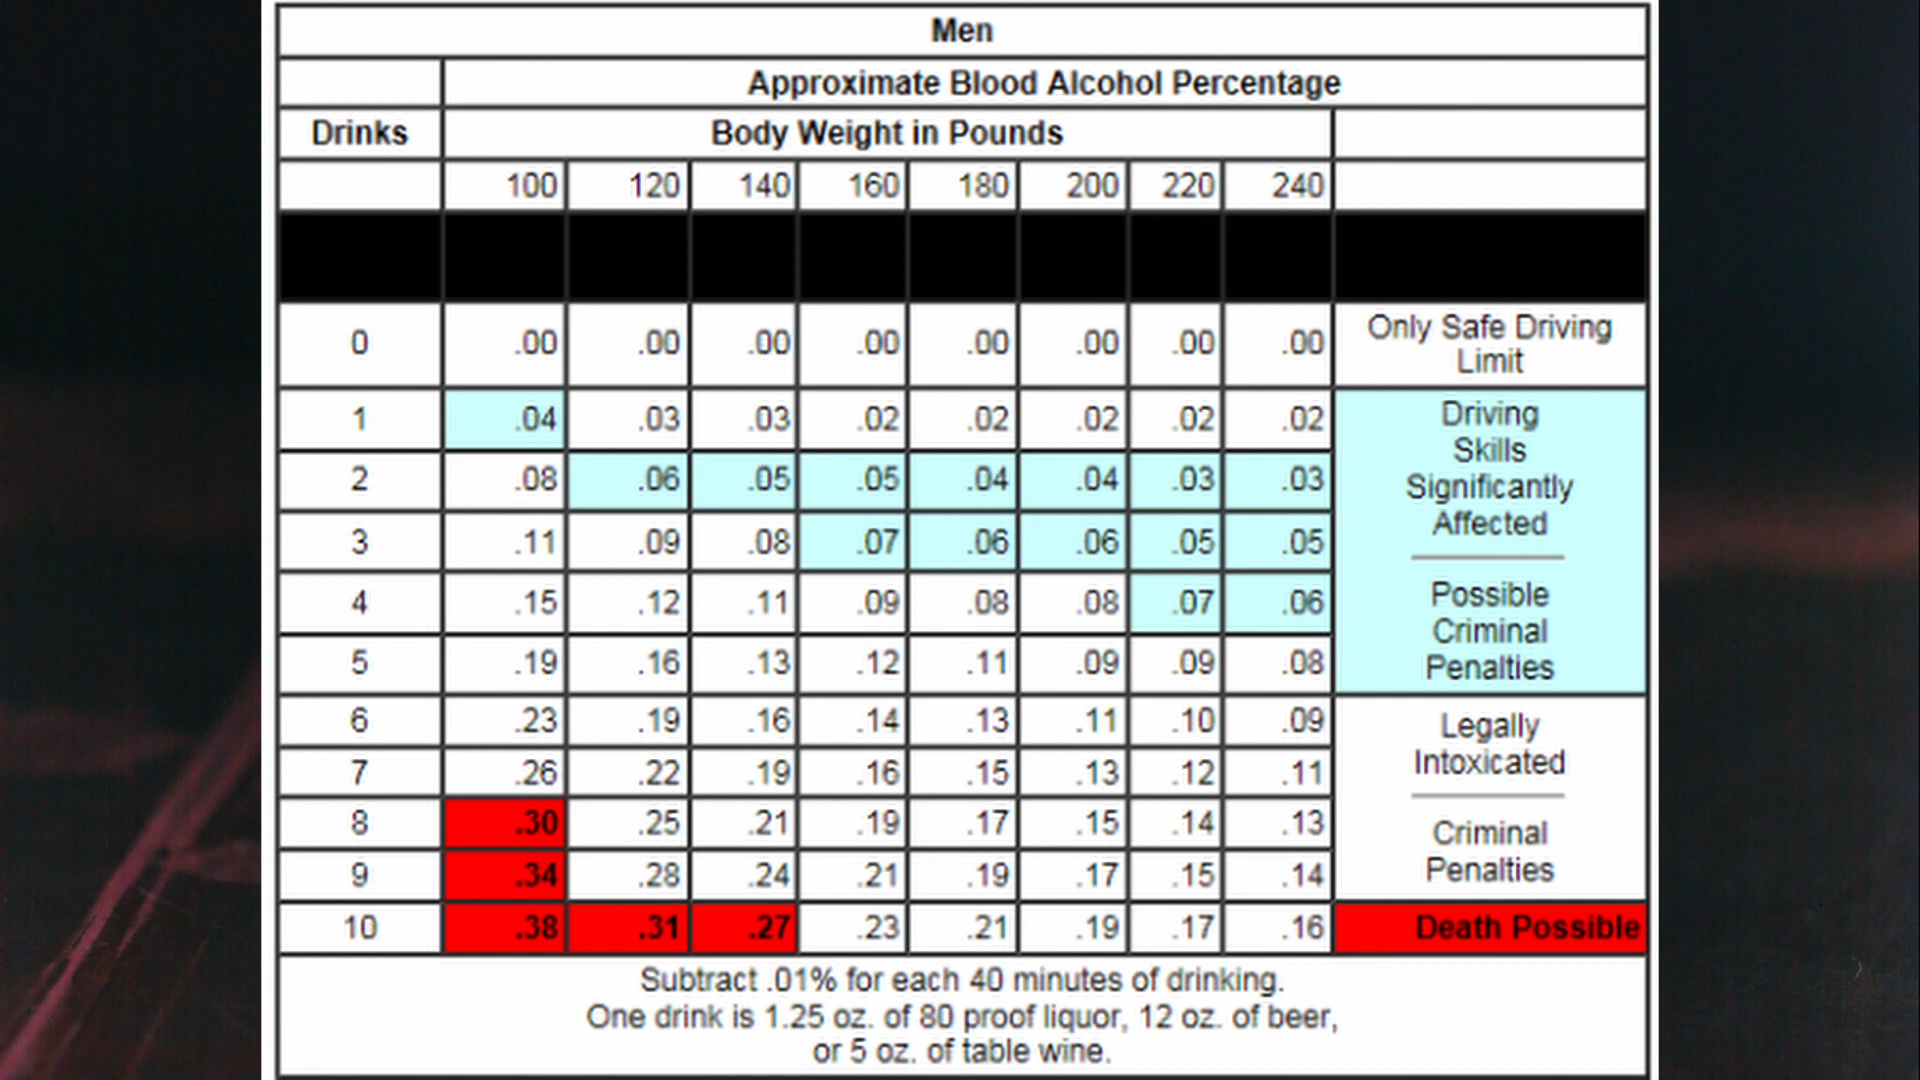 Men
Approximate Blood Alcohol Percentage
Drinks Body Weight in Pounds
100 120 140 160 180 200 220 240
0 .00 .00 .00 .00 .00 .00 .00 .00 Only Safe Driving
Limit
1 .04 .03 .03 .02 .02 .02 .02 .02
2 .08 .06 .05 .05 .04 .04 .03 .03
3 .11 .09 .08 .07 .06 .06 .05 .05
4 .15 .12 .11 .09 .08 .08 .07 .06
5 .19 .16 .13 .12 .11 .09 .09 .08
Driving
Skills
Significantly
Affected
Possible
Criminal
Penalties
6 .23 .19 .16 .14 .13 .11 .10 .09
7 .26 .22 .19 .16 .15 .13 .12 .11
8 .30 .25 .21 .19 .17 .15 .14 .13
9 .34 .28 .24 .21 .19 .17 .15 .14
Legally
Intoxicated
Criminal
Penalties
10 .38 .31 .27 .23 .21 .19 .17 .16 Death Possible
Subtract .01% for each 40 minutes of drinking.
One drink is 1.25 oz. of 80 proof liquor, 12 oz. of beer,
or 5 oz. of table wine.